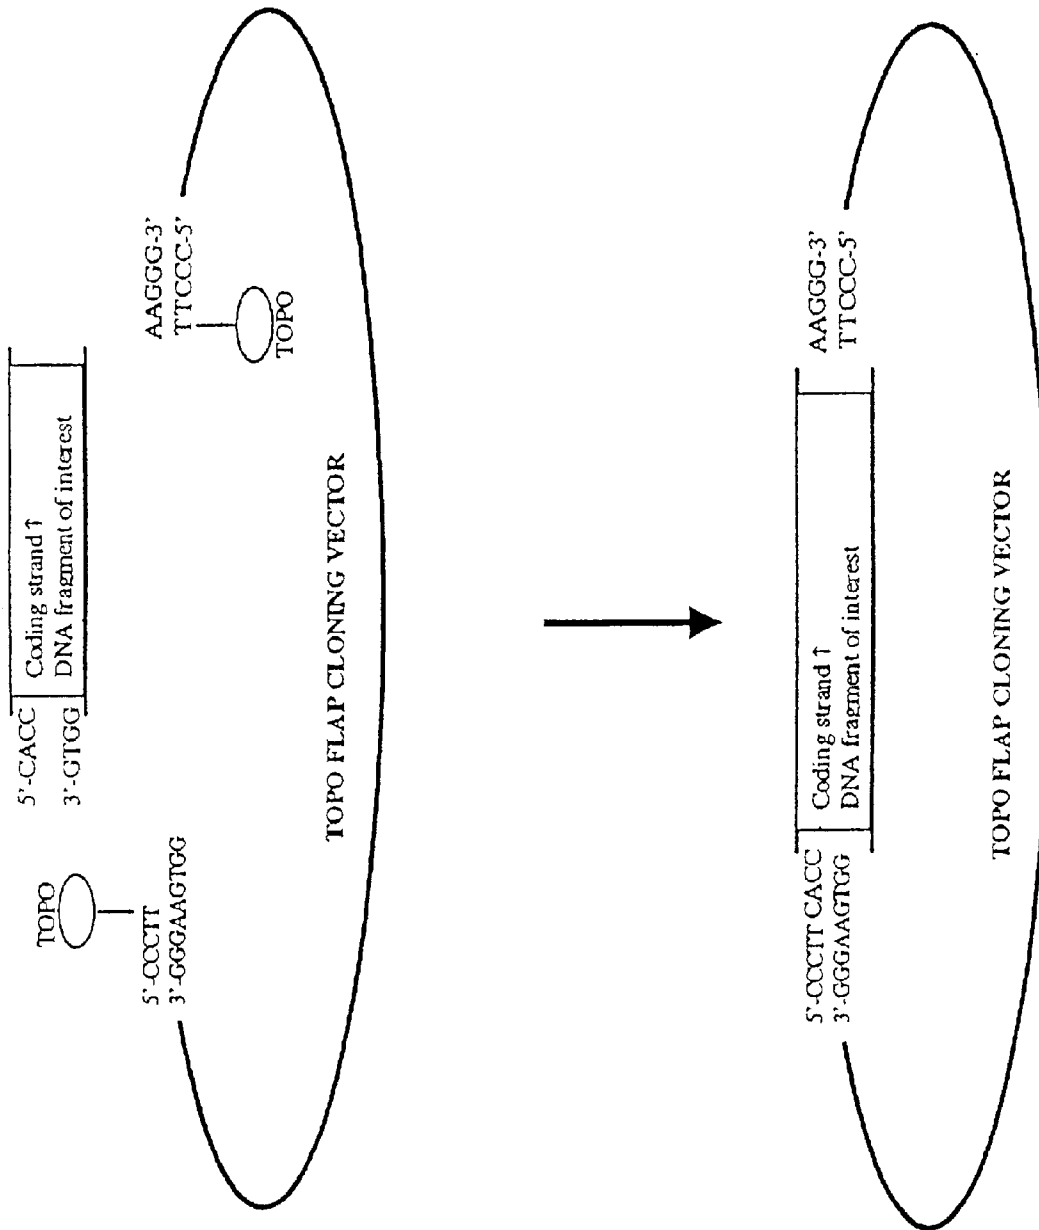 5'-CACC
3'-GTGG
Coding strand ↑
DNA fragment of interest
TOPO
5'-CCCTT
3'-GGGAAGTGG
AAGGG-3'
TTCCC-5'
TOPO
TOPO FLAP CLONING VECTOR
5'-CCCTT CACC
3'-GGGAAGTGG
Coding strand ↑
DNA fragment of interest
AAGGG-3'
TTCCC-5'
TOPO FLAP CLONING VECTOR